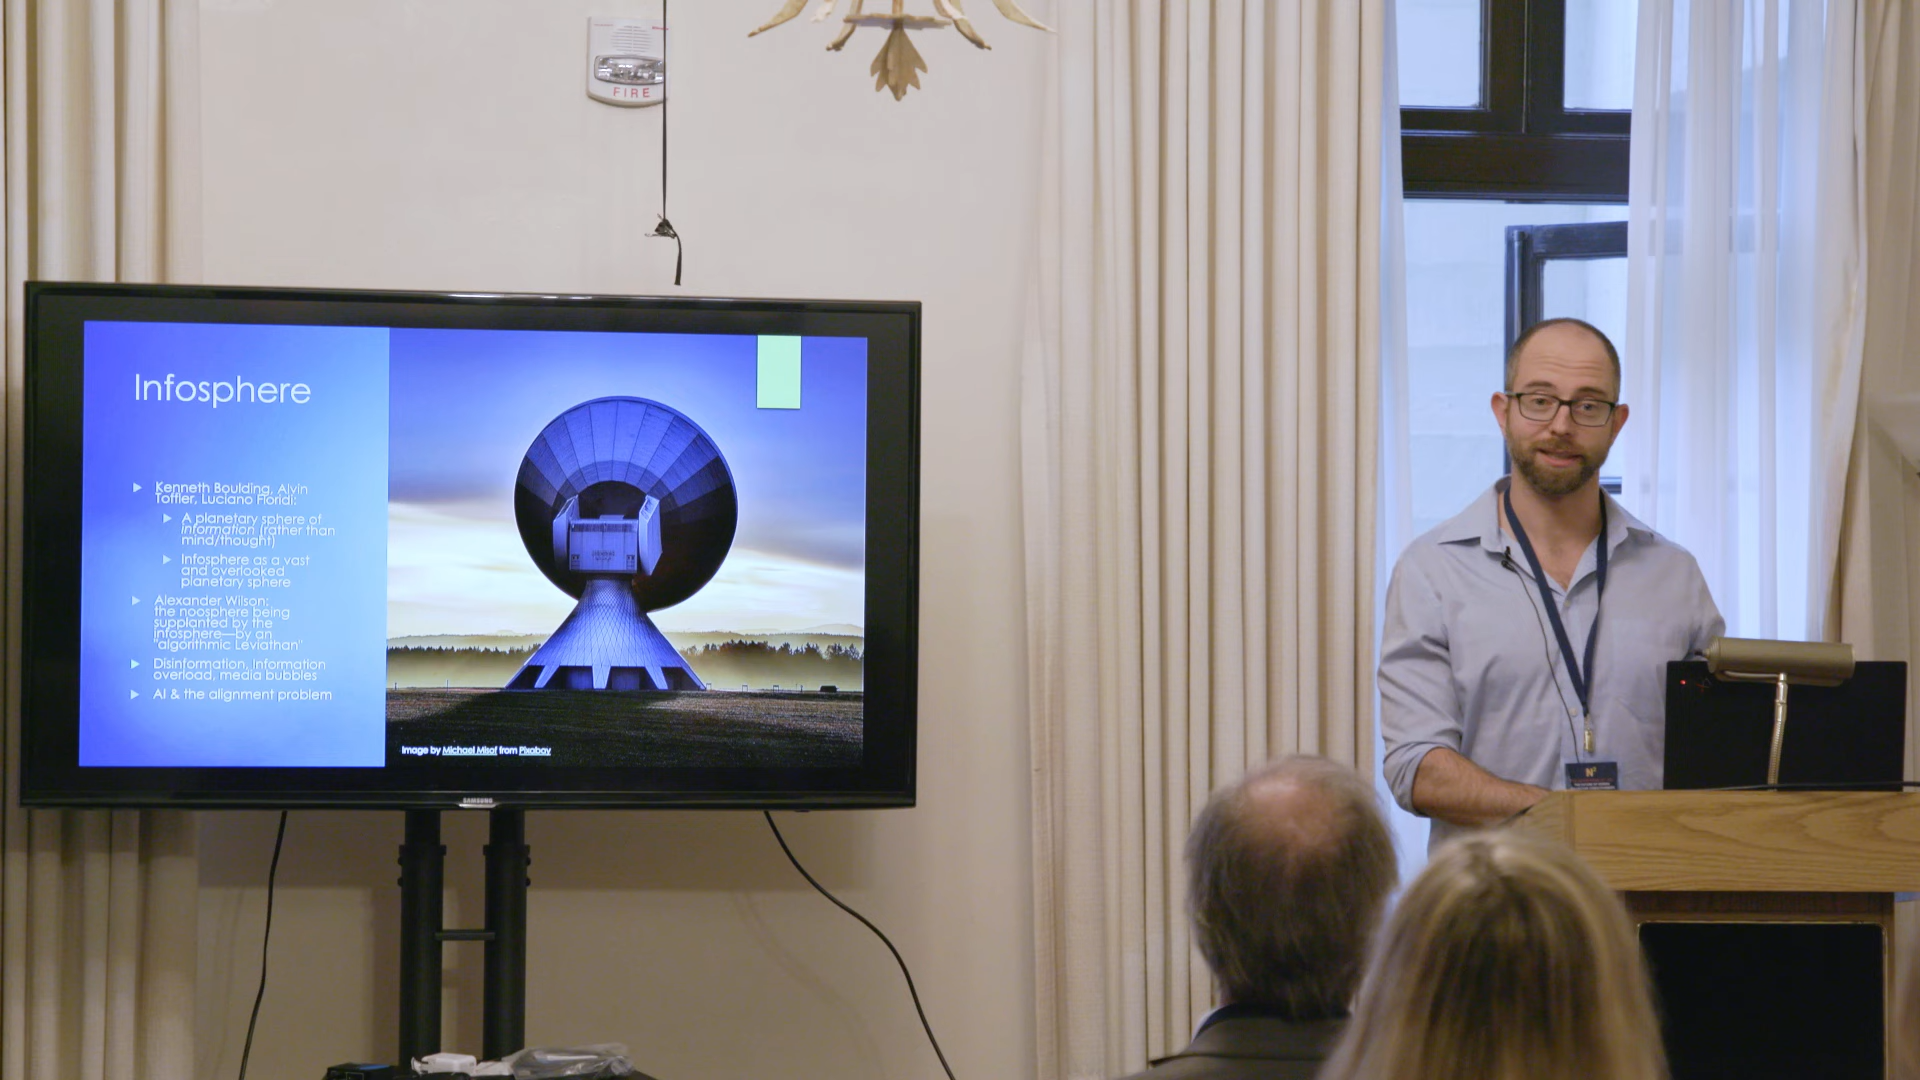 FIRE
Infosphere
Kenneth Boulding, Alvin
Toffler, Luciano Floridi:
A planetary sphere of
information (rather than
mind/thought)
Infosphere as a vast
and overlooked
planetary sphere
Alexander Wilson:
the noosphere being
supplanted by the
infosphere—by an
"algorithmic Leviathan"
Disinformation, information
overload, media bubbles
AI & the alignment problem
Image by Michael Misof from Pixabay
SAMSUNG
N²